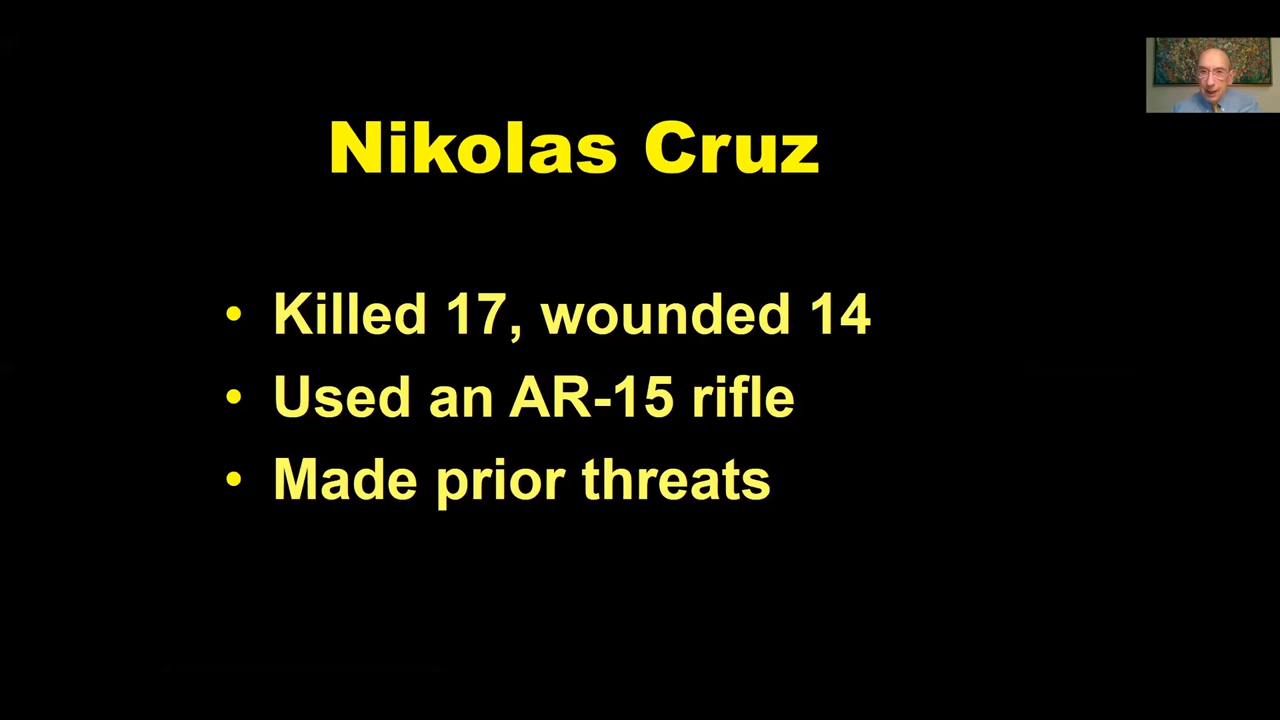 Nikolas Cruz
• Killed 17, wounded 14
• Used an AR-15 rifle
• Made prior threats